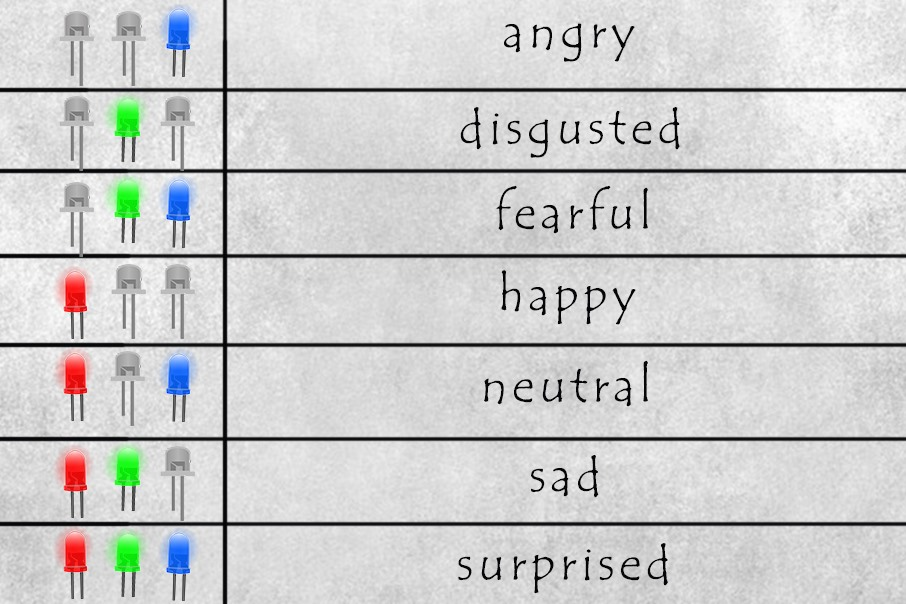 angry
disgusted
fearful
happy
neutral
sad
surprised